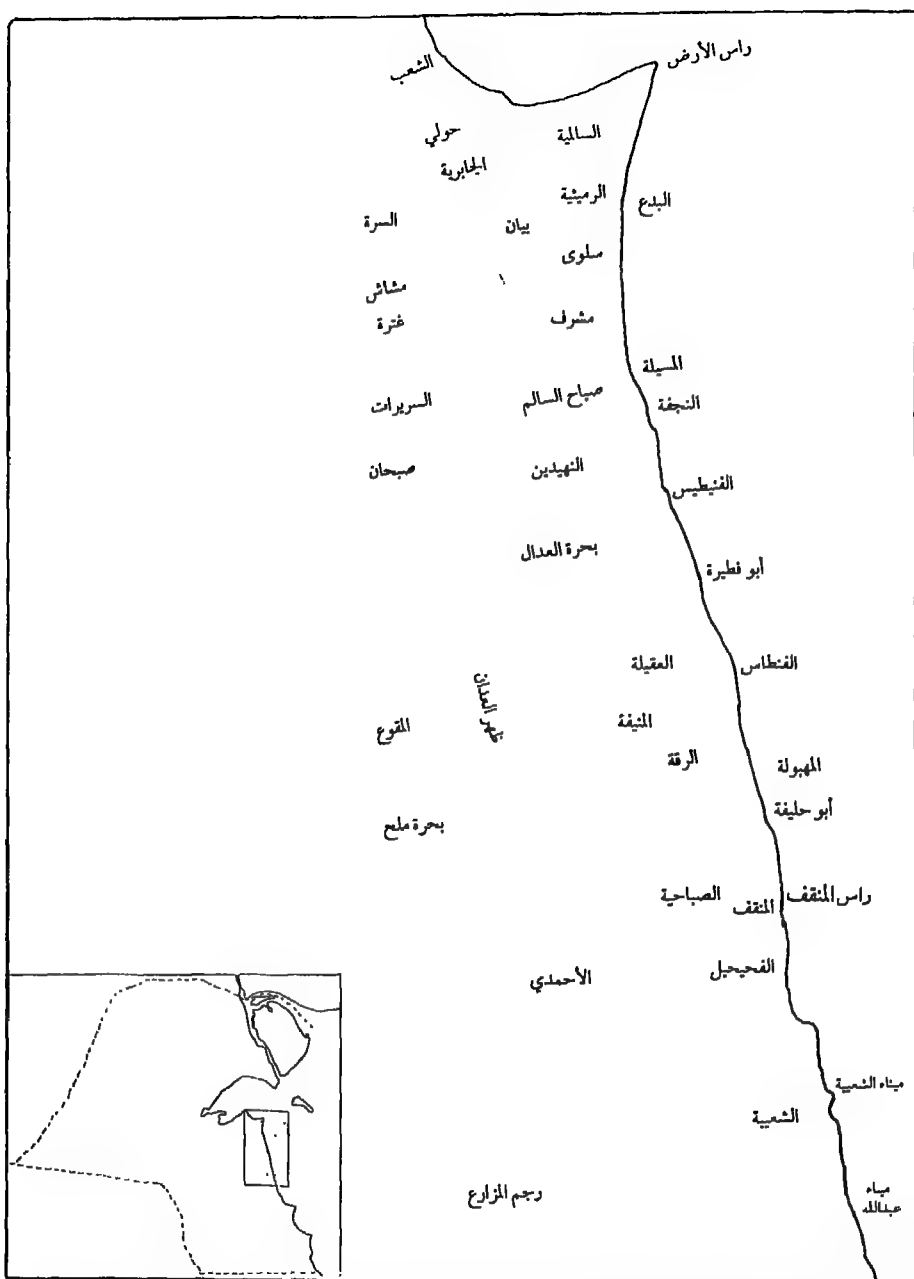 راس الأرض
الشعب
السالمية
حولي
الجابرية
الرميثية
البدع
بيان
السرة
سلوى
مشاش
مشرف
غترة
المسيلة
صباح السالم
النجفة
السريرات
النهيدين
صبحان
الفنيطيس
بحرة العدال
أبو فطيرة
الفنطاس
العقيلة
ظهر العدان
المنيفة
المقوع
الرقة
المهبولة
أبو حليفة
بحرة ملح
راس المنقف
المنقف
الصباحية
الفحيحيل
الأحمدي
ميناء الشعيبة
الشعيبة
ميناء
عبدالله
رجم المزارع